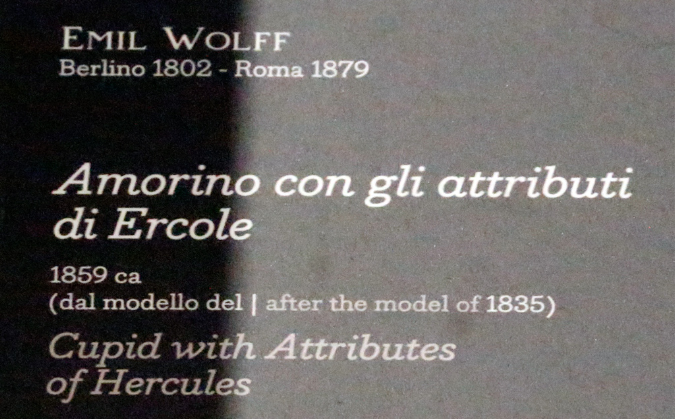 EMIL WOLFF
Berlino 1802 - Roma 1879
Amorino con gli attributi
di Ercole
1859 ca
(dal modello del | after the model of 1835)
Cupid with Attributes
of Hercules